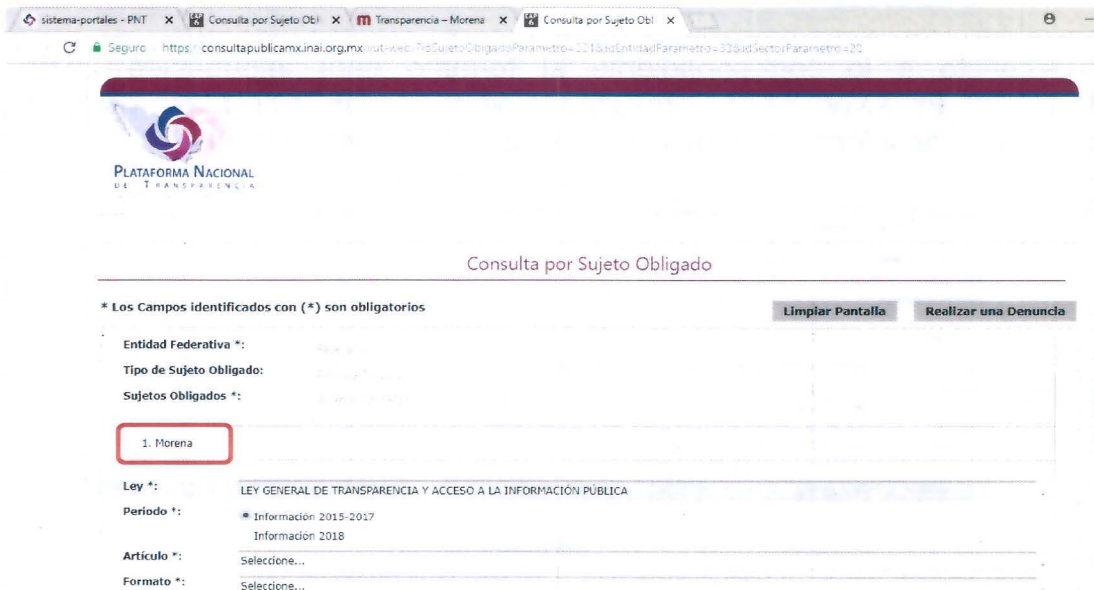 sistema-portales - PNT x Consulta por Sujeto Obl x Transparencia – Morena x Consulta por Sujeto Obl x
Seguro https: consultapublicamx.inai.org.mx
PLATAFORMA NACIONAL
DE TRANSPARENCIA
Consulta por Sujeto Obligado
* Los Campos identificados con (*) son obligatorios
Limpiar Pantalla Realizar una Denuncia
Entidad Federativa *:
Tipo de Sujeto Obligado:
Sujetos Obligados *:
1. Morena
Ley *: LEY GENERAL DE TRANSPARENCIA Y ACCESO A LA INFORMACIÓN PÚBLICA
Periodo *: Información 2015-2017
Información 2018
Artículo *: Seleccione...
Formato *: Seleccione...